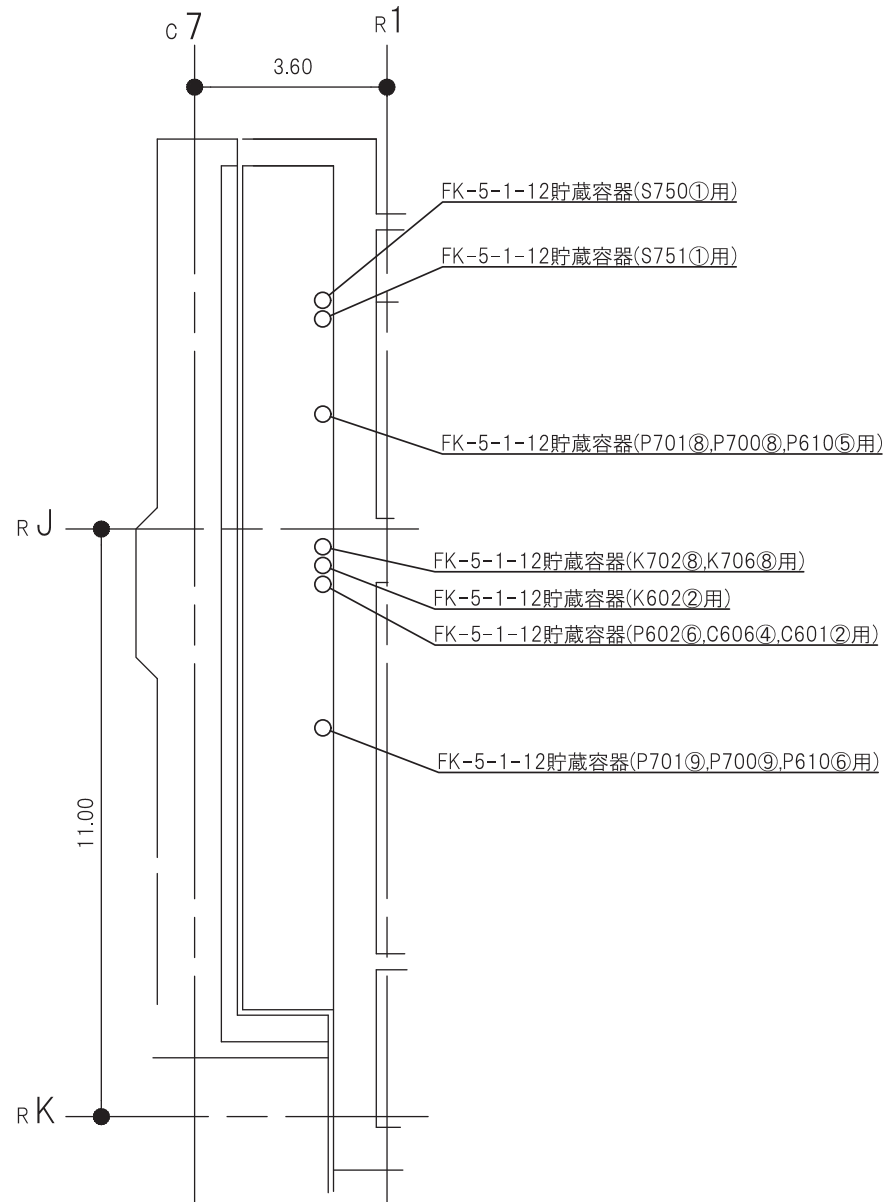 C7
R1
3.60
FK-5-1-12貯蔵容器(S750①用)
FK-5-1-12貯蔵容器(S751①用)
FK-5-1-12貯蔵容器(P701⑧,P700⑧,P610⑤用)
RJ
FK-5-1-12貯蔵容器(K702⑧,K706⑧用)
FK-5-1-12貯蔵容器(K602②用)
FK-5-1-12貯蔵容器(P602⑥,C606④,C601②用)
FK-5-1-12貯蔵容器(P701⑨,P700⑨,P610⑥用)
11.00
RK